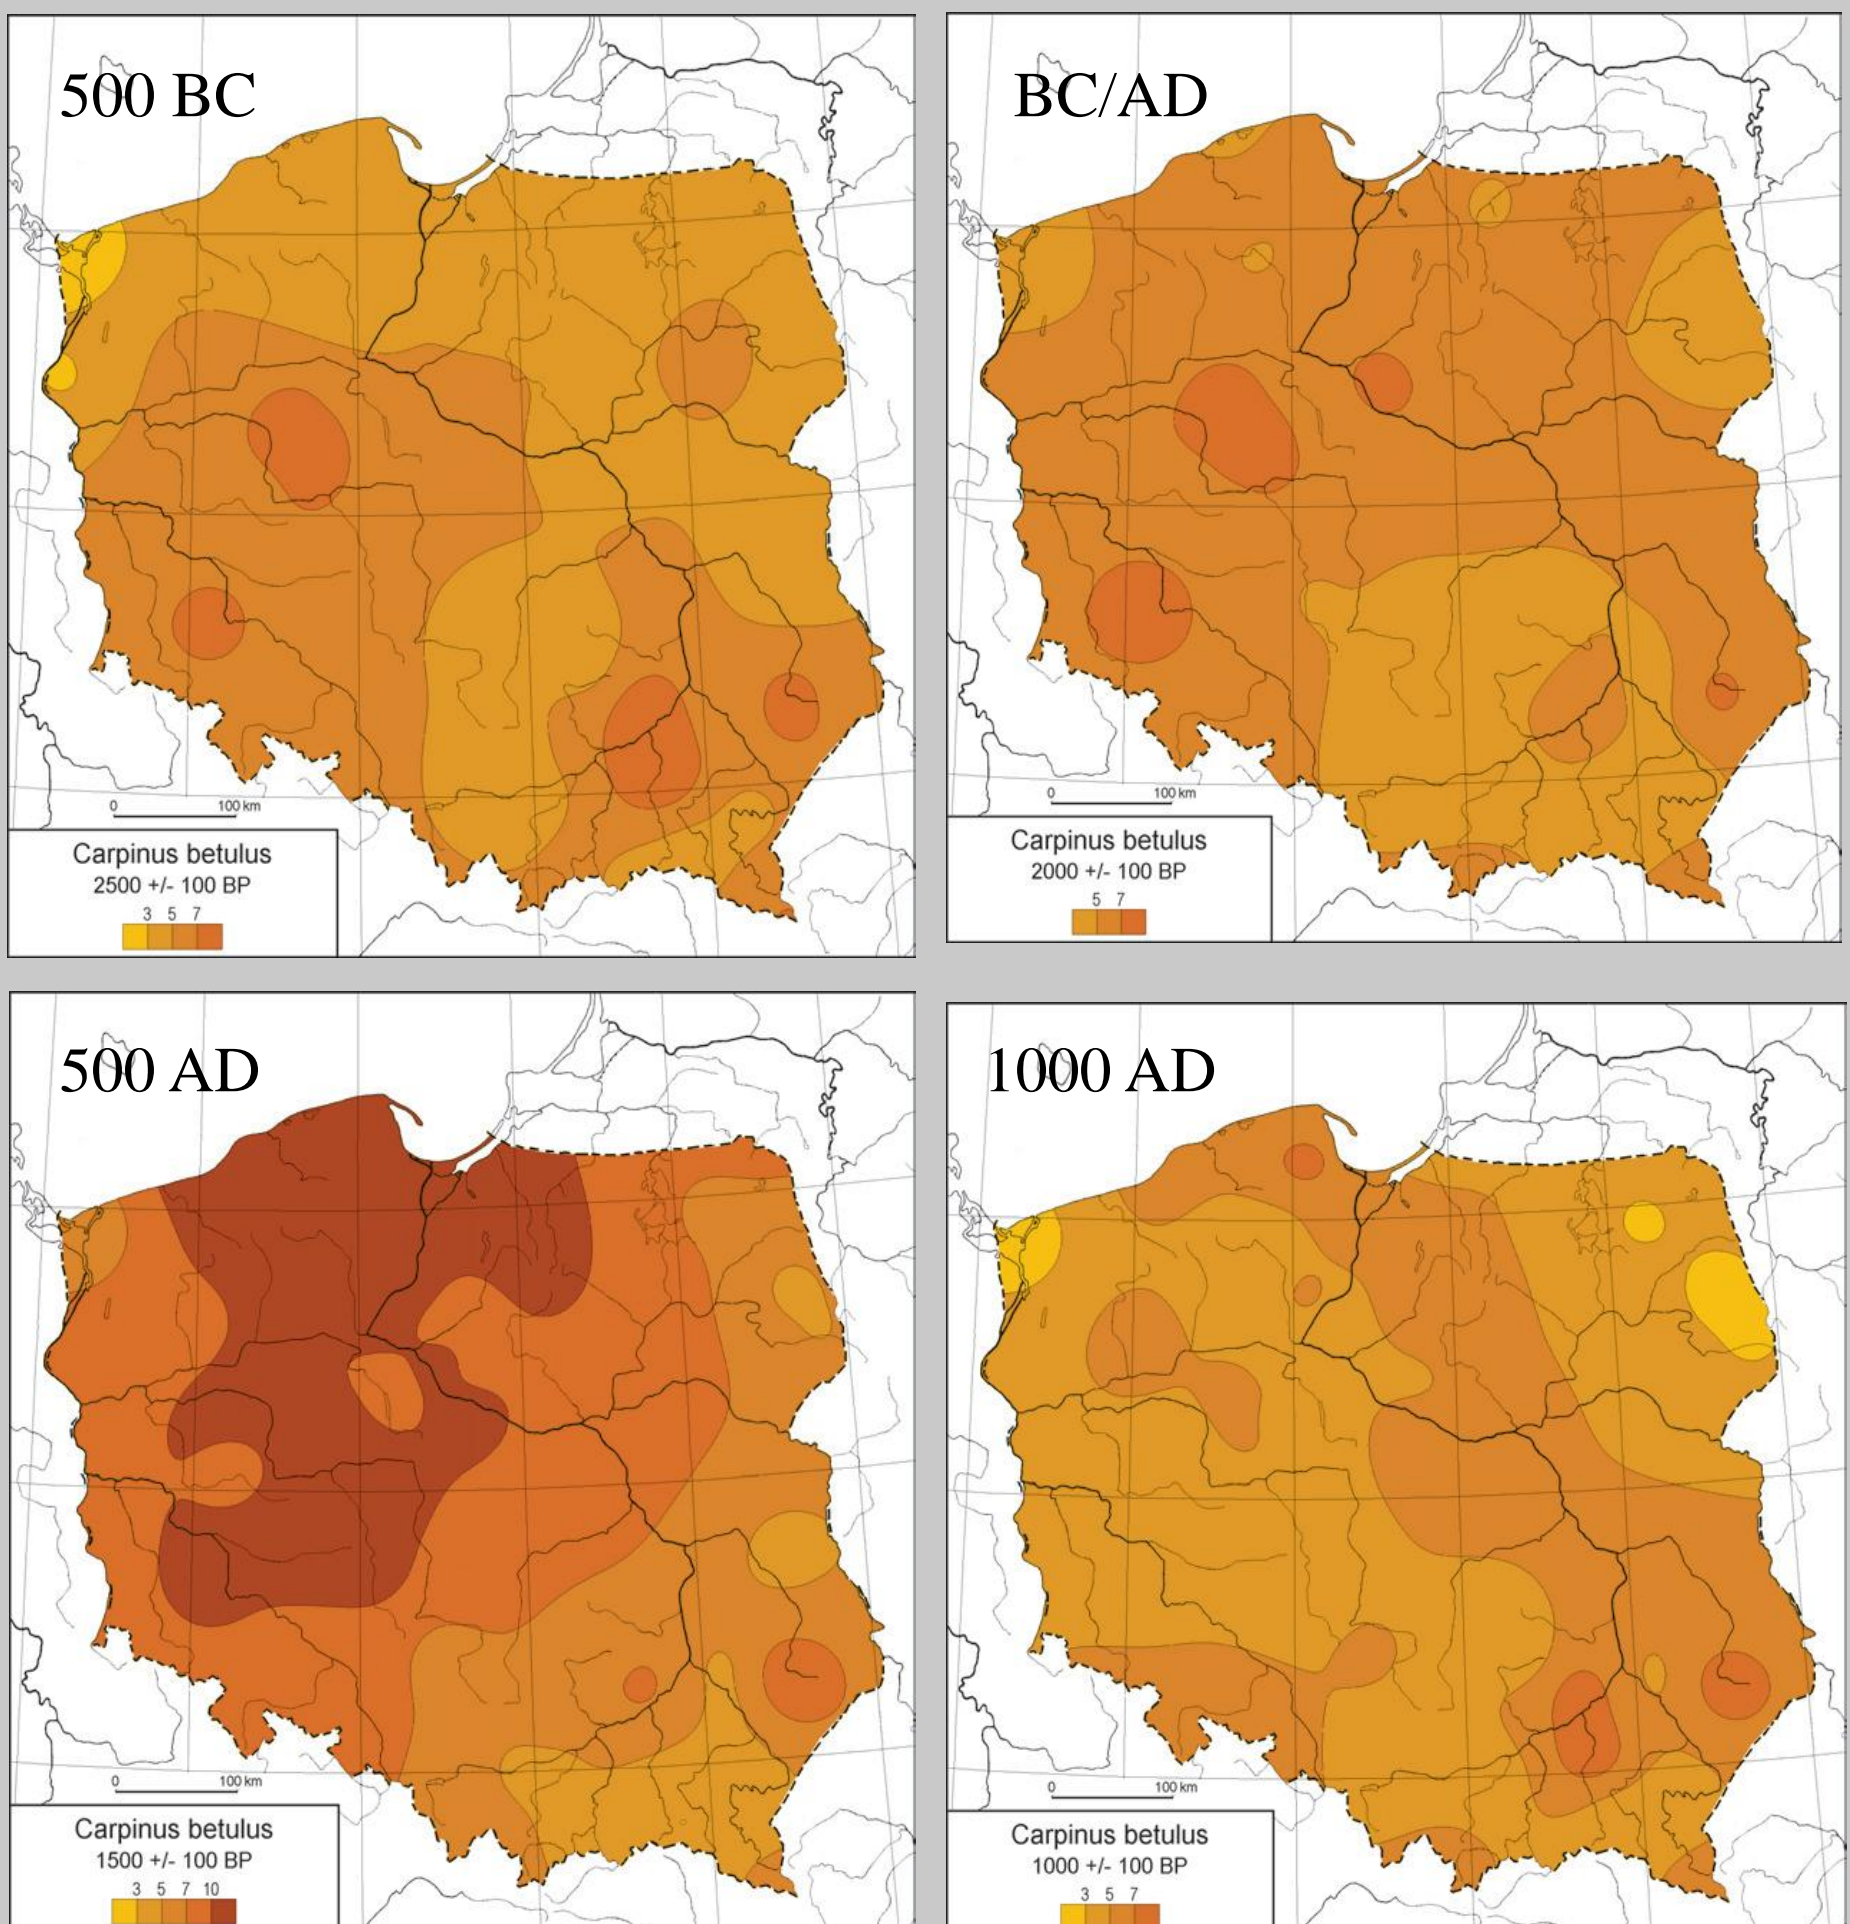 500 BC
0 100 km
Carpinus betulus
2500 +/- 100 BP
3 5 7
BC/AD
0 100 km
Carpinus betulus
2000 +/- 100 BP
5 7
500 AD
0 100 km
Carpinus betulus
1500 +/- 100 BP
3 5 7 10
1000 AD
0 100 km
Carpinus betulus
1000 +/- 100 BP
3 5 7